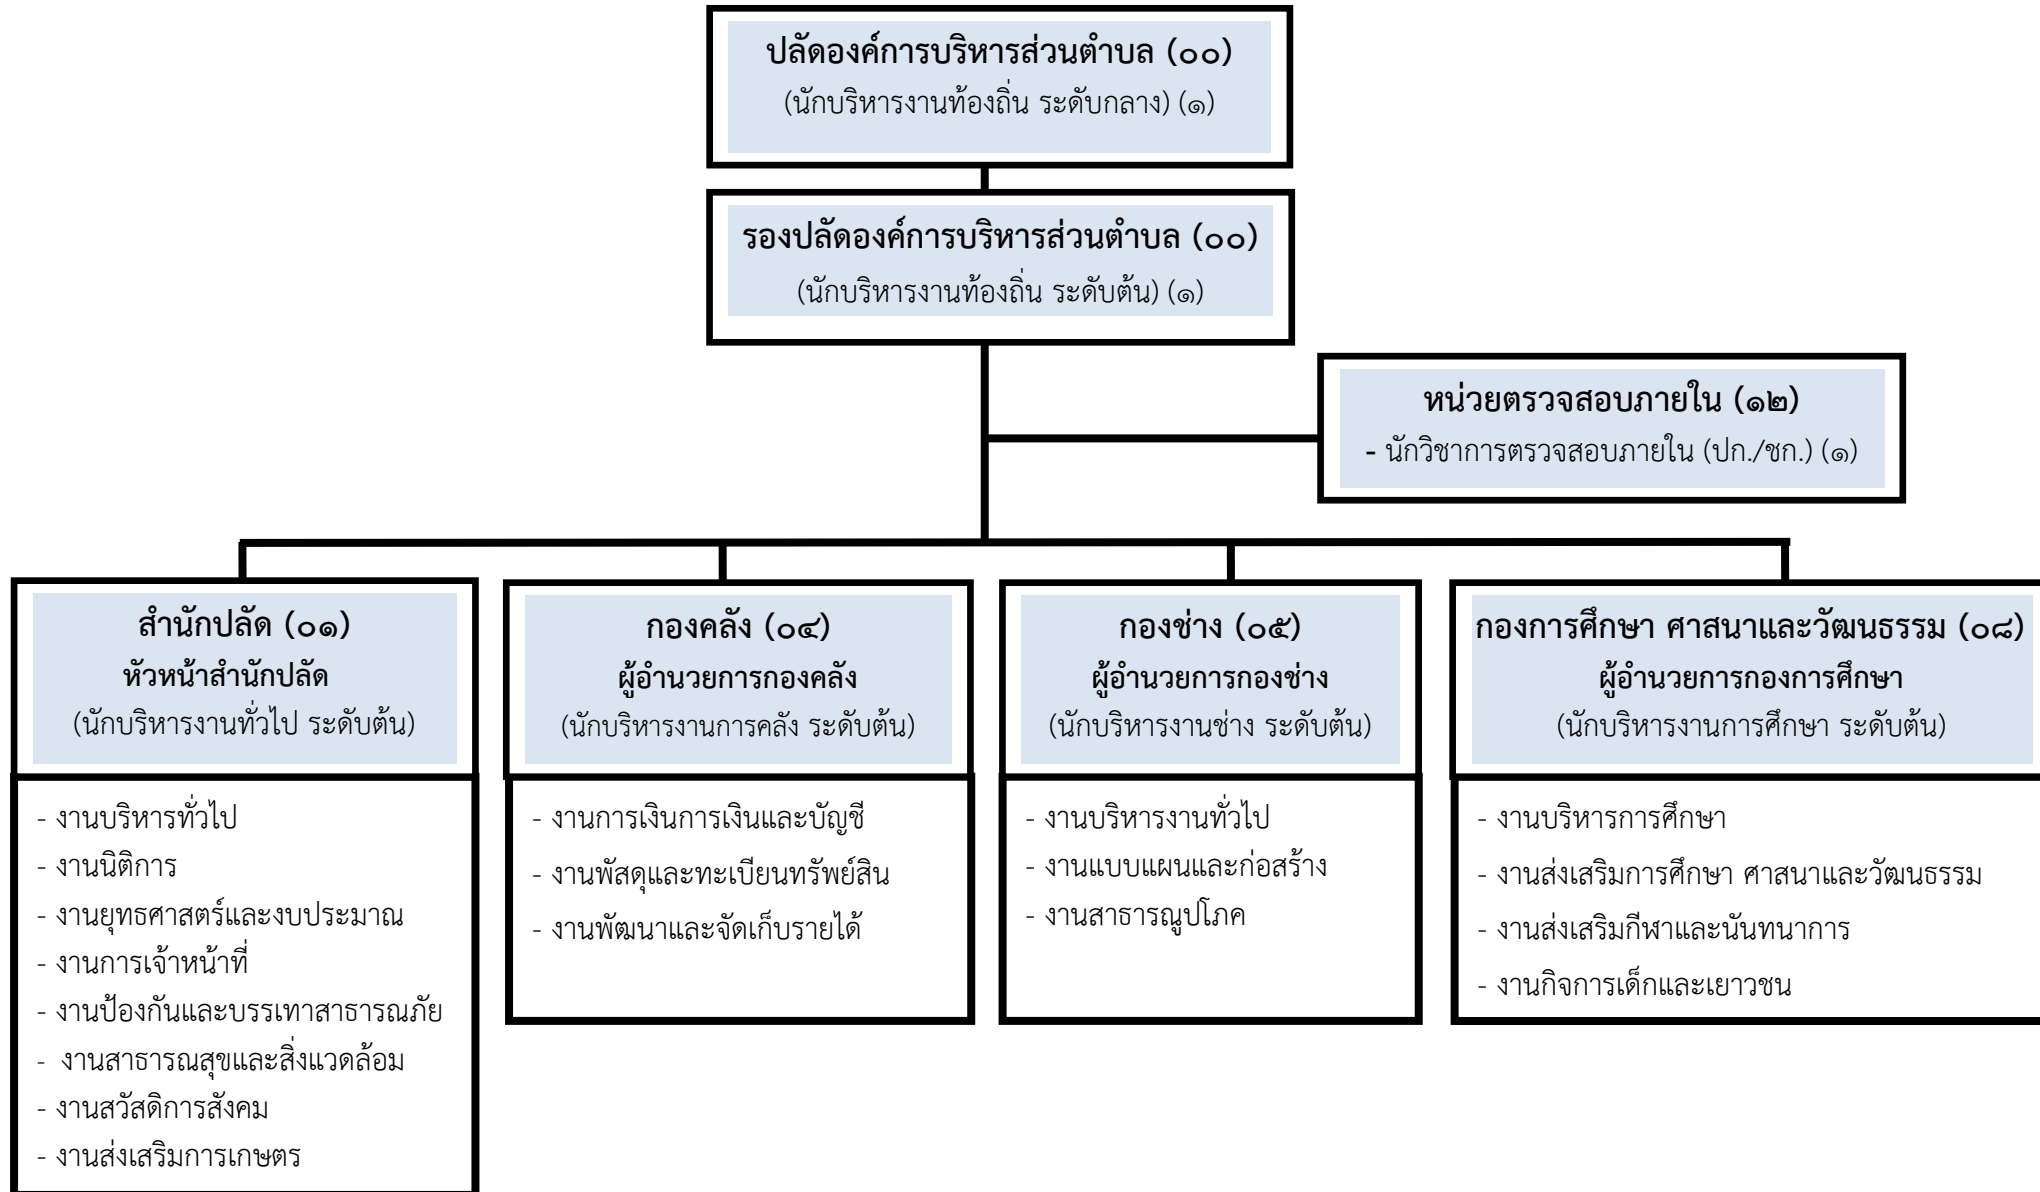 ปลัดองค์การบริหารส่วนตำบล (๐๐)
(นักบริหารงานท้องถิ่น ระดับกลาง) (๑)
รองปลัดองค์การบริหารส่วนตำบล (๐๐)
(นักบริหารงานท้องถิ่น ระดับต้น) (๑)
หน่วยตรวจสอบภายใน (๑๒)
- นักวิชาการตรวจสอบภายใน (ปก./ชก.) (๑)
สำนักปลัด (๐๑)
หัวหน้าสำนักปลัด
(นักบริหารงานทั่วไป ระดับต้น)
- งานบริหารทั่วไป
- งานนิติการ
- งานยุทธศาสตร์และงบประมาณ
- งานการเจ้าหน้าที่
- งานป้องกันและบรรเทาสาธารณภัย
- งานสาธารณสุขและสิ่งแวดล้อม
- งานสวัสดิการสังคม
- งานส่งเสริมการเกษตร
กองคลัง (๐๔)
ผู้อำนวยการกองคลัง
(นักบริหารงานการคลัง ระดับต้น)
- งานการเงินการเงินและบัญชี
- งานพัสดุและทะเบียนทรัพย์สิน
- งานพัฒนาและจัดเก็บรายได้
กองช่าง (๐๕)
ผู้อำนวยการกองช่าง
(นักบริหารงานช่าง ระดับต้น)
- งานบริหารงานทั่วไป
- งานแบบแผนและก่อสร้าง
- งานสาธารณูปโภค
กองการศึกษา ศาสนาและวัฒนธรรม (๐๘)
ผู้อำนวยการกองการศึกษา
(นักบริหารงานการศึกษา ระดับต้น)
- งานบริหารการศึกษา
- งานส่งเสริมการศึกษา ศาสนาและวัฒนธรรม
- งานส่งเสริมกีฬาและนันทนาการ
- งานกิจการเด็กและเยาวชน